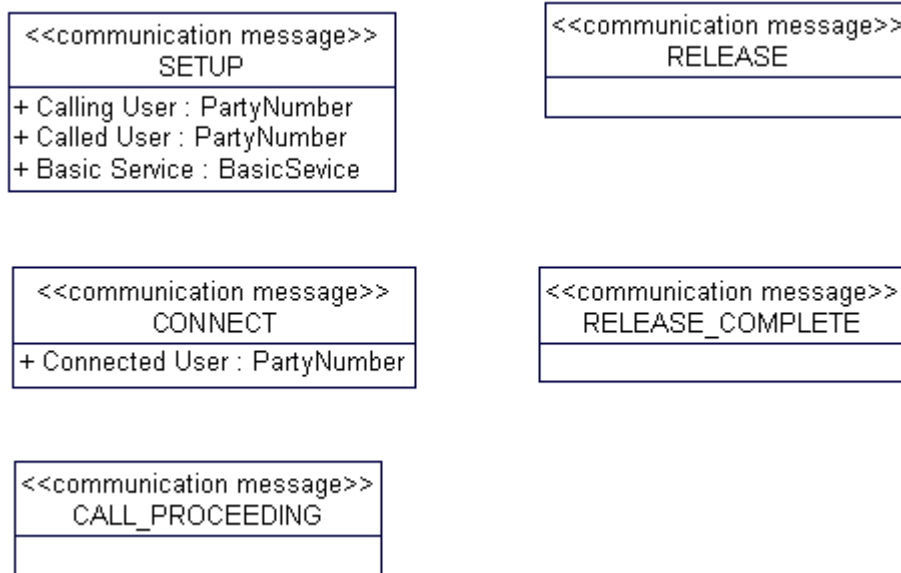 <<communication message>>
SETUP
+ Calling User : PartyNumber
+ Called User : PartyNumber
+ Basic Service : BasicSevice
<<communication message>>
RELEASE
<<communication message>>
CONNECT
+ Connected User : PartyNumber
<<communication message>>
RELEASE_COMPLETE
<<communication message>>
CALL_PROCEEDING